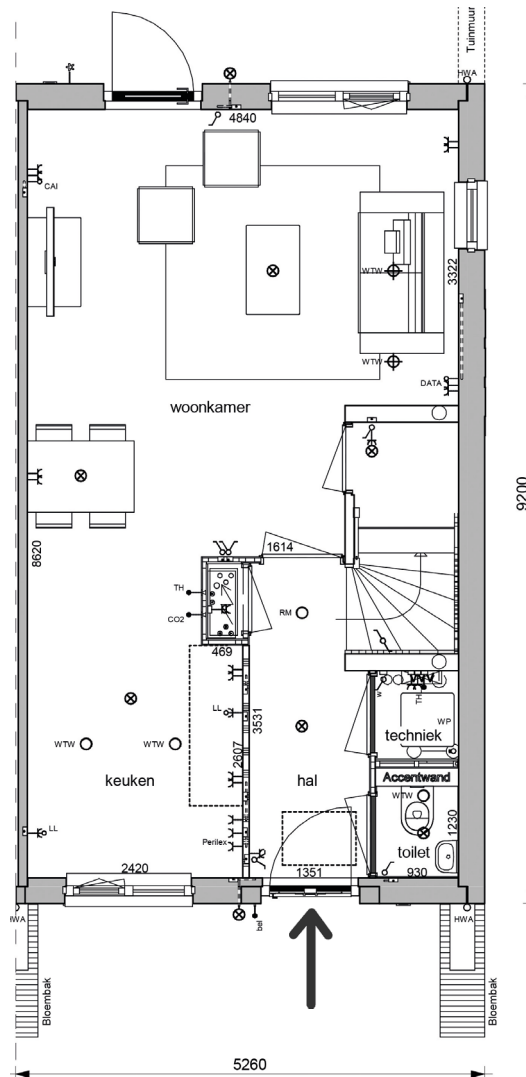 Tuinmuur
HWA
4840
CAI
WTW
3322
WTW
DATA
woonkamer
9200
8620
1614
TH
CO2
RM
469
w
TH
WP
LL
3531
techniek
WTW
WTW
2607
keuken
hal
Accentwand
WTW
1230
LL
Perilex
toilet
2420
1351
930
HWA
bel
HWA
Bloembak
Bloembak
5260